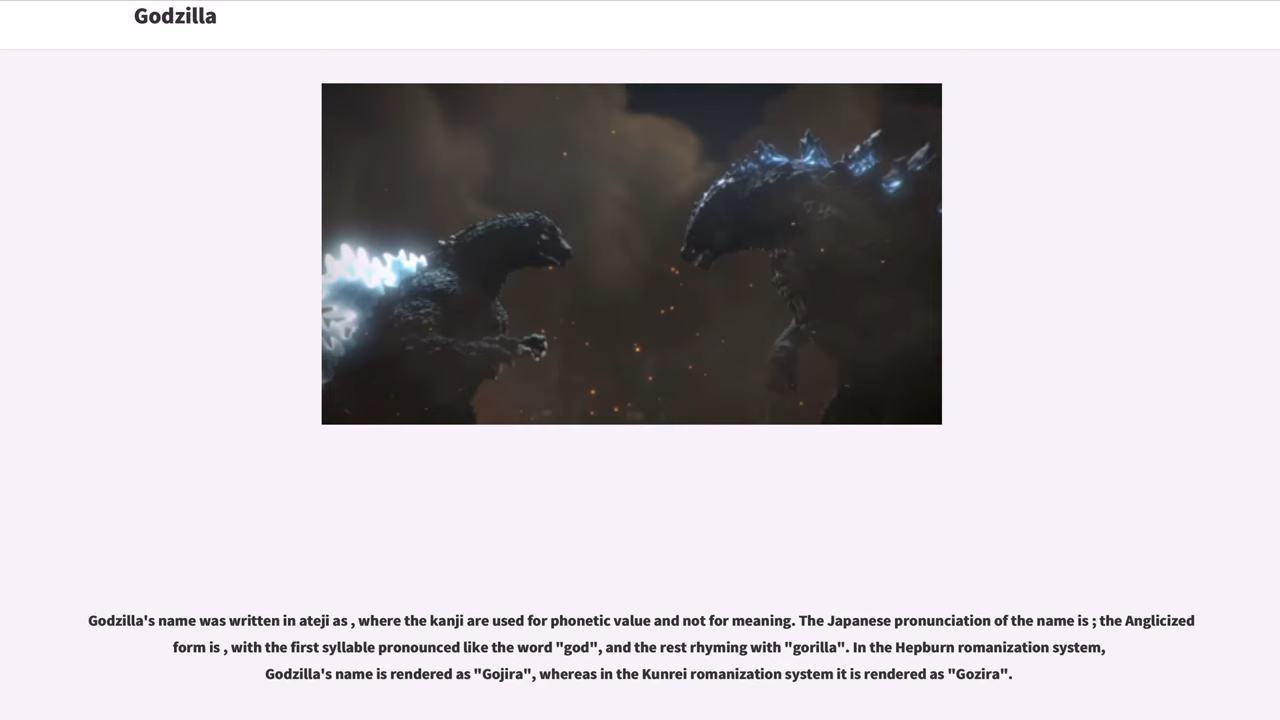 Godzilla
Godzilla's name was written in ateji as , where the kanji are used for phonetic value and not for meaning. The Japanese pronunciation of the name is ; the Anglicized
form is , with the first syllable pronounced like the word "god", and the rest rhyming with "gorilla". In the Hepburn romanization system,
Godzilla's name is rendered as "Gojira", whereas in the Kunrei romanization system it is rendered as "Gozira".